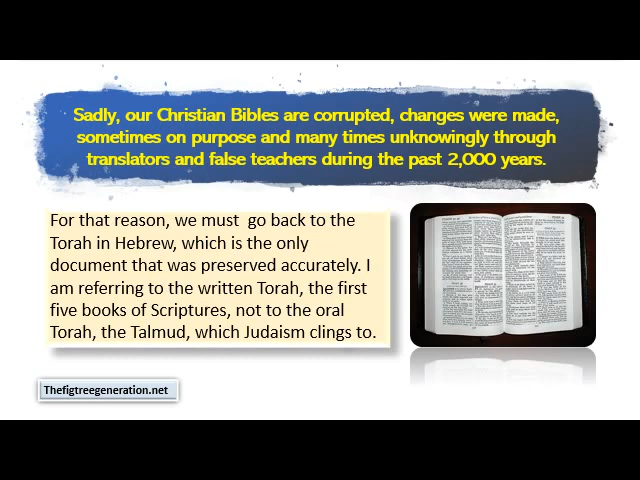 Sadly, our Christian Bibles are corrupted, changes were made,
sometimes on purpose and many times unknowingly through
translators and false teachers during the past 2,000 years.
For that reason, we must  go back to the
Torah in Hebrew, which is the only
document that was preserved accurately. I
am referring to the written Torah, the first
five books of Scriptures, not to the oral
Torah, the Talmud, which Judaism clings to.
Thefigtreegeneration.net